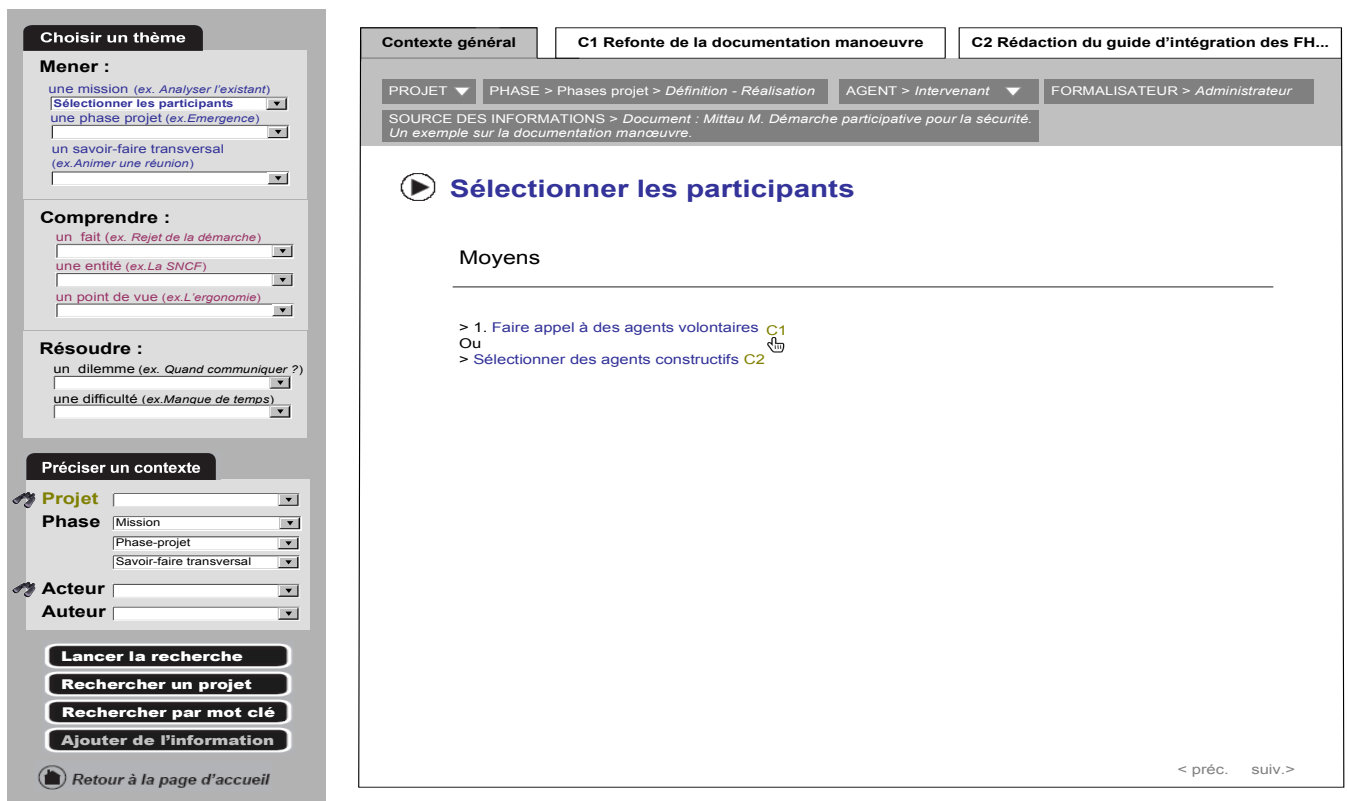 Choisir un thème
Mener :
une mission (ex. Analyser l'existant)
Sélectionner les participants
une phase projet (ex.Emergence)
un savoir-faire transversal
(ex.Animer une réunion)
Comprendre :
un fait (ex. Rejet de la démarche)
une entité (ex.La SNCF)
un point de vue (ex.L'ergonomie)
Résoudre :
un dilemme (ex. Quand communiquer ?)
une difficulté (ex.Manque de temps)
Préciser un contexte
Projet
Phase Mission
Phase-projet
Savoir-faire transversal
Acteur
Auteur
Lancer la recherche
Rechercher un projet
Rechercher par mot clé
Ajouter de l'information
Retour à la page d'accueil
Contexte général C1 Refonte de la documentation manoeuvre C2 Rédaction du guide d'intégration des FH...
PROJET PHASE > Phases projet > Définition - Réalisation AGENT > Intervenant FORMALISATEUR > Administrateur
SOURCE DES INFORMATIONS > Document : Mittau M. Démarche participative pour la sécurité.
Un exemple sur la documentation manœuvre.
Sélectionner les participants
Moyens
> 1. Faire appel à des agents volontaires C1
Ou
> Sélectionner des agents constructifs C2
< préc. suiv.>